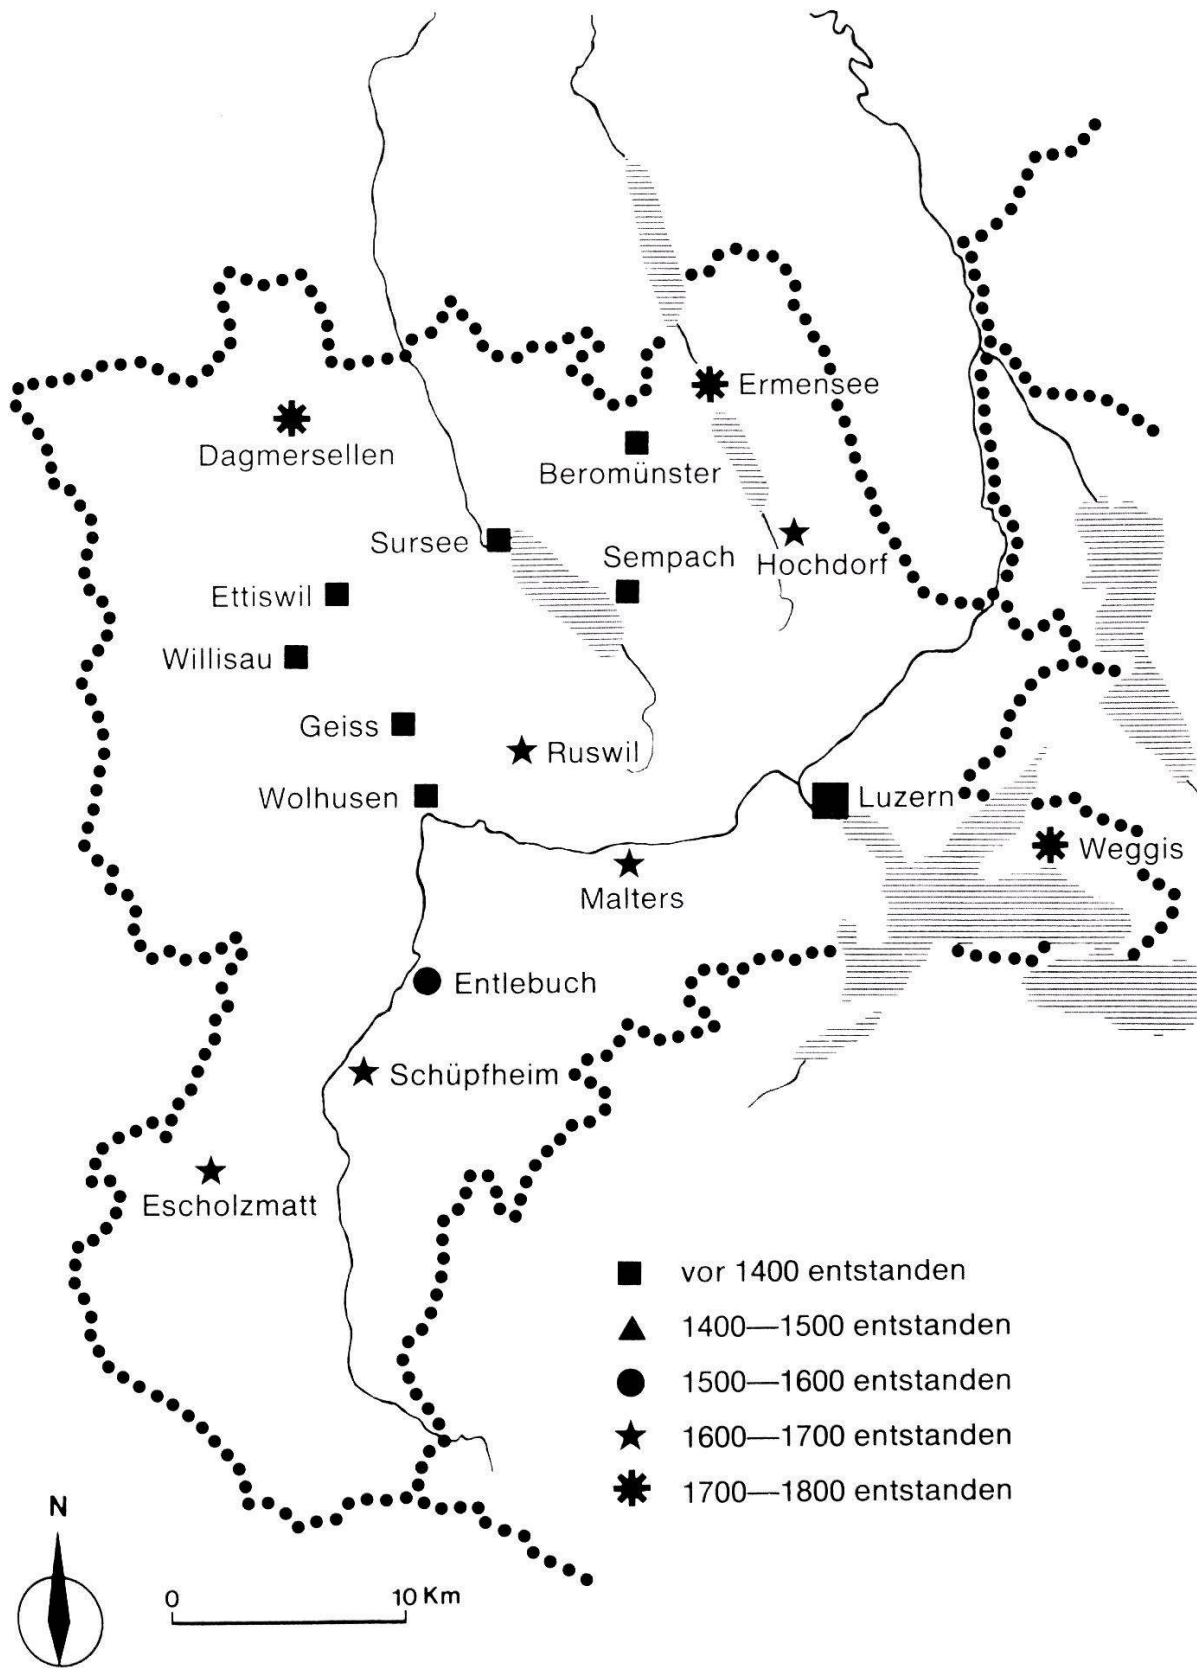 Ermensee
Dagmersellen
Beromünster
Sursee
Sempach
Hochdorf
Ettiswil
Willisau
Geiss
Ruswil
Wolhusen
Luzern
Weggis
Malters
Entlebuch
Schüpfheim
Escholzmatt
vor 1400 entstanden
1400—1500 entstanden
1500—1600 entstanden
1600—1700 entstanden
1700—1800 entstanden
N
0 10 Km